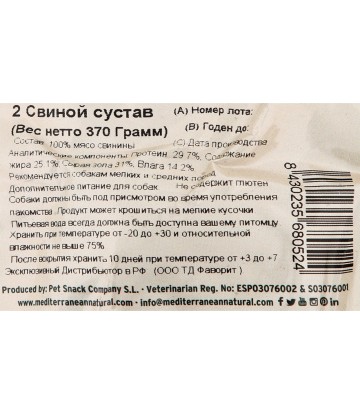 2 Свиной сустав
(А) Номер лота:
(Вес нетто 370 Грамм)
(В) Годен до:
Состав: 100% мясо свинины
(С) Дата производства
Аналитические компоненты: Протеин: 29.7%, Содержание
жира 25.1%, Сырая зола 31%, Влага 14.2%
Рекомендуется собакам мелких и средних пород
Дополнительное питание для собак Не содержит глютен
Собаки должны быть под присмотром во время употребления
лакомства. Продукт может крошиться на мелкие кусочки
Питьевая вода всегда должна быть доступна вашему питомцу
Хранить при температуре от -20 до +30 и относительной
влажности не выше 75%
После вскрытия хранить 10 дней при температуре от +3 до +7
Эксклюзивный Дистрибьютор в РФ (ООО ТД Фаворит )
8 430235 680524
Produced by: Pet Snack Company S.L. · Veterinarian Reg. No: ESP03076002 & S03076001
www.mediterraneannatural.com · info@mediterraneannatural.com